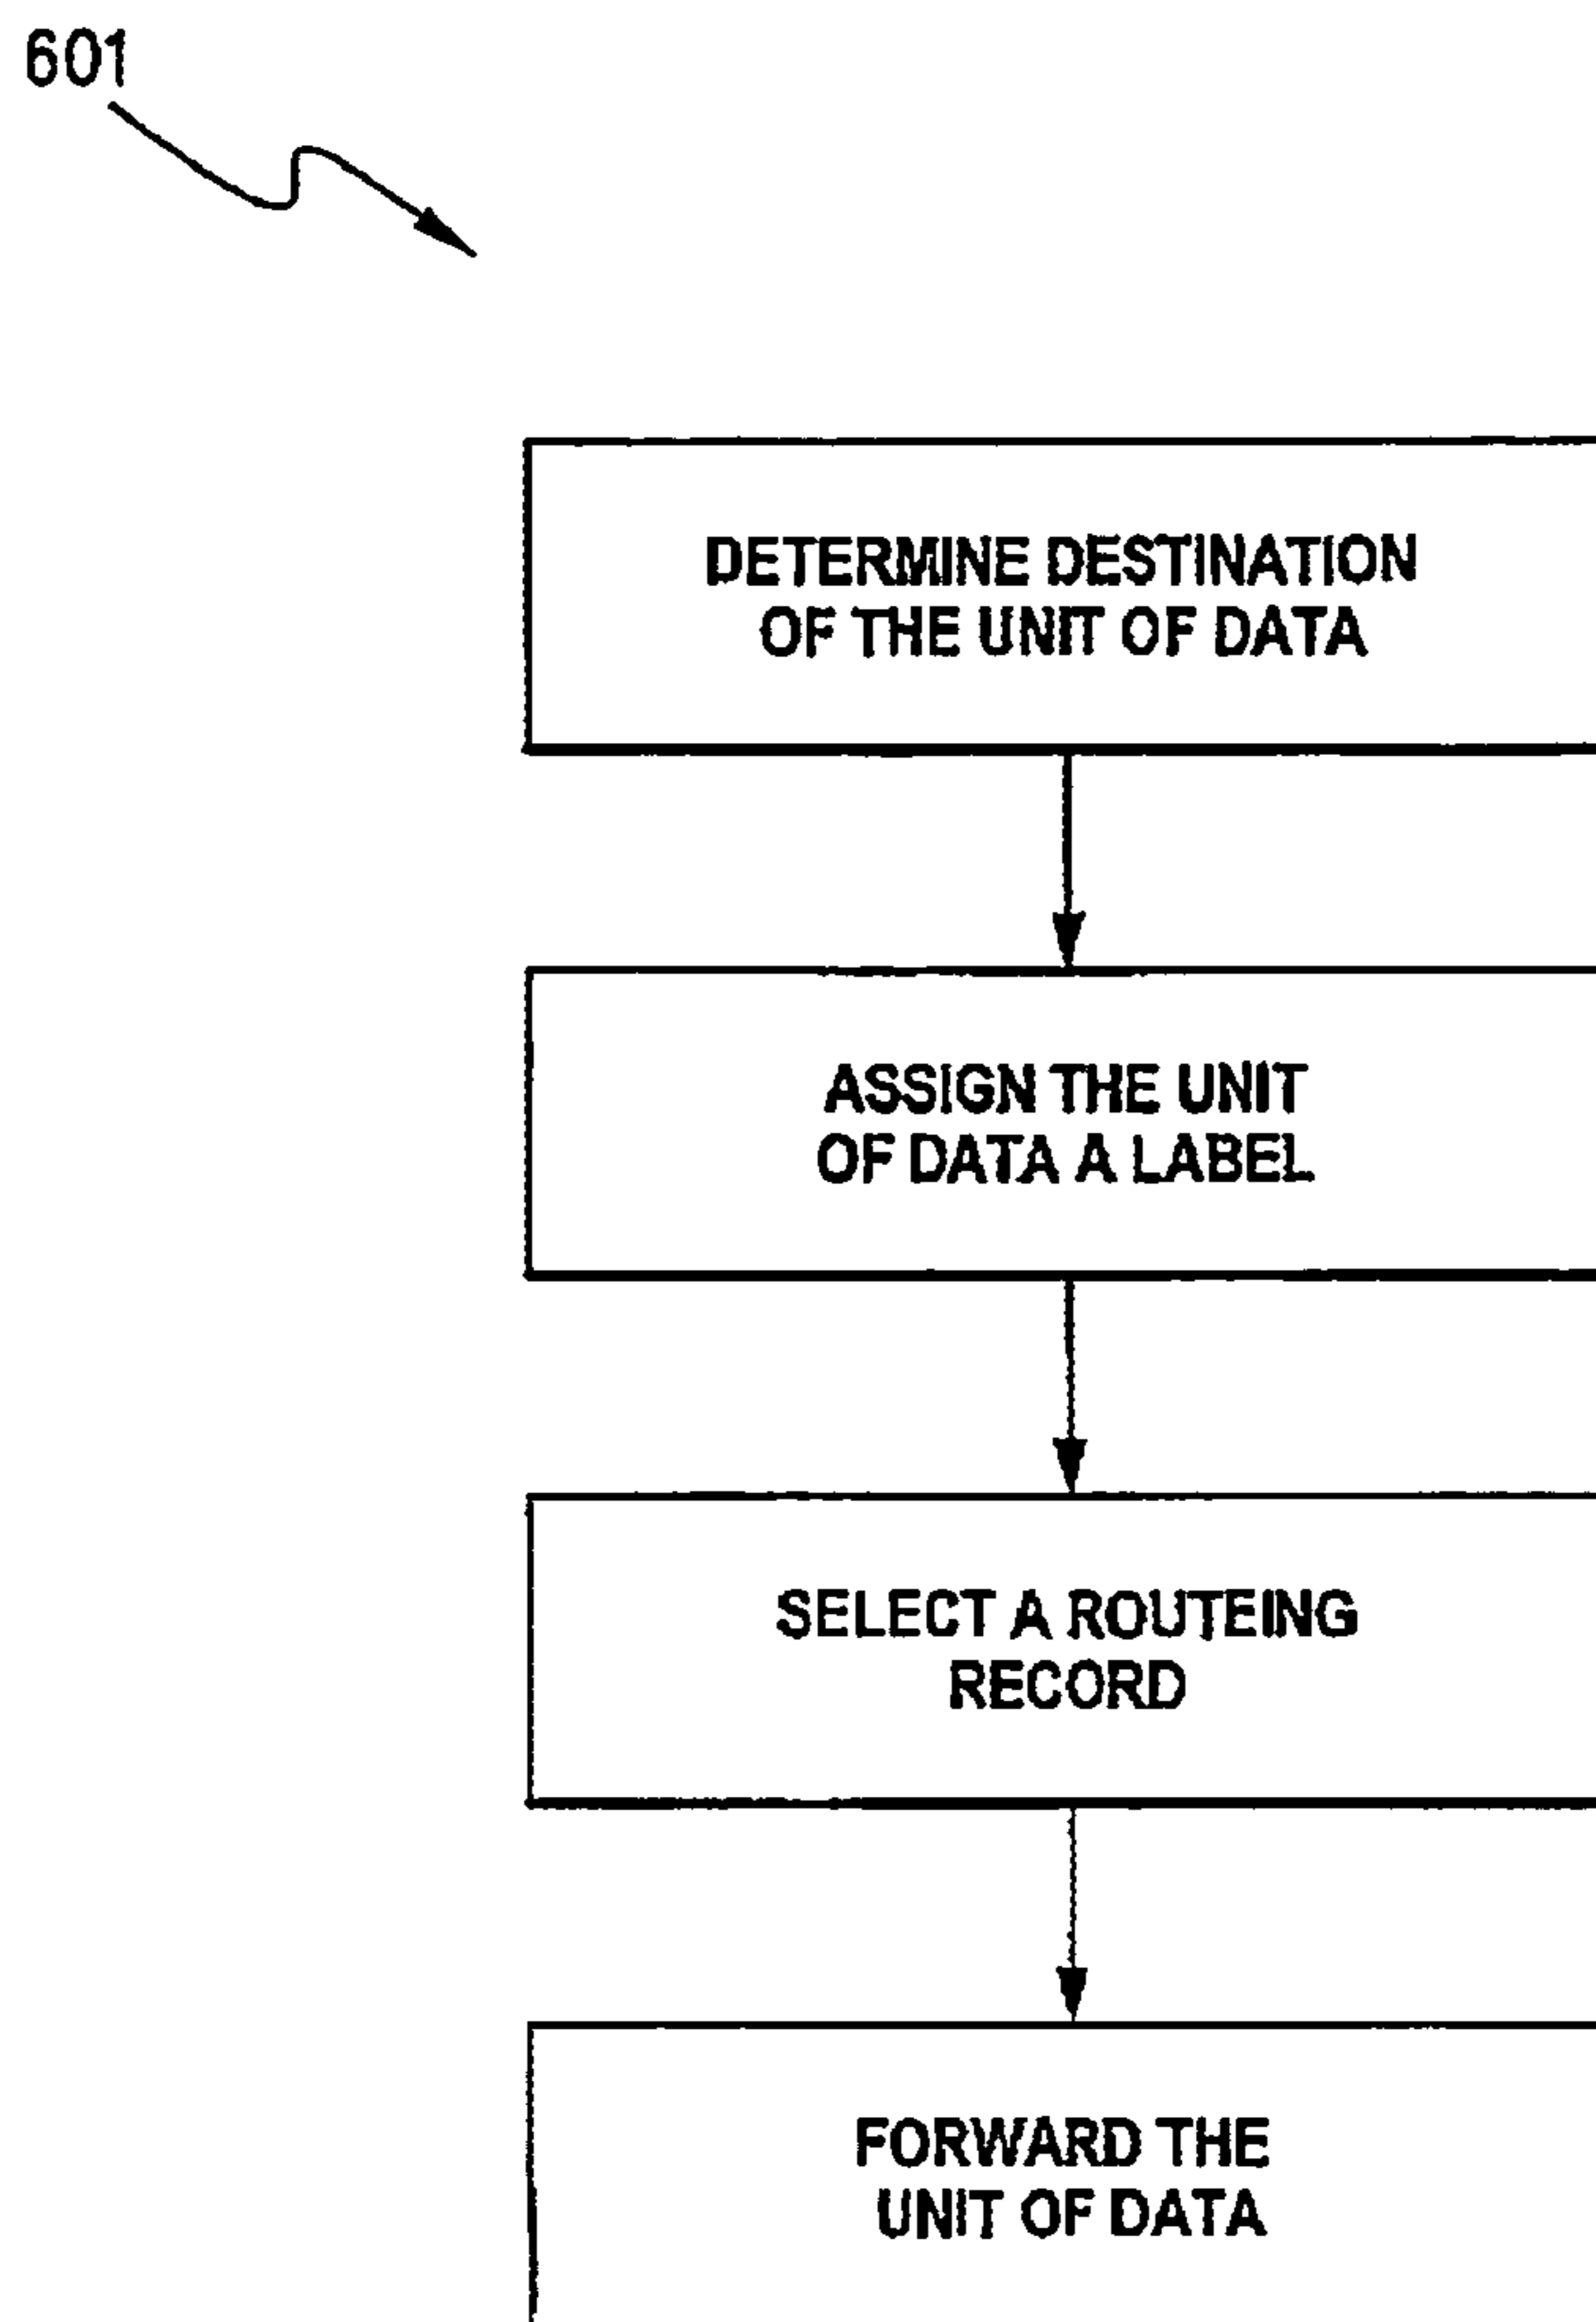 601
DETERMINE DESTINATION
OF THE UNIT OF DATA
ASSIGN THE UNIT
OF DATA A LABEL
SELECT A ROUTEING
RECORD
FORWARD THE
UNIT OF DATA